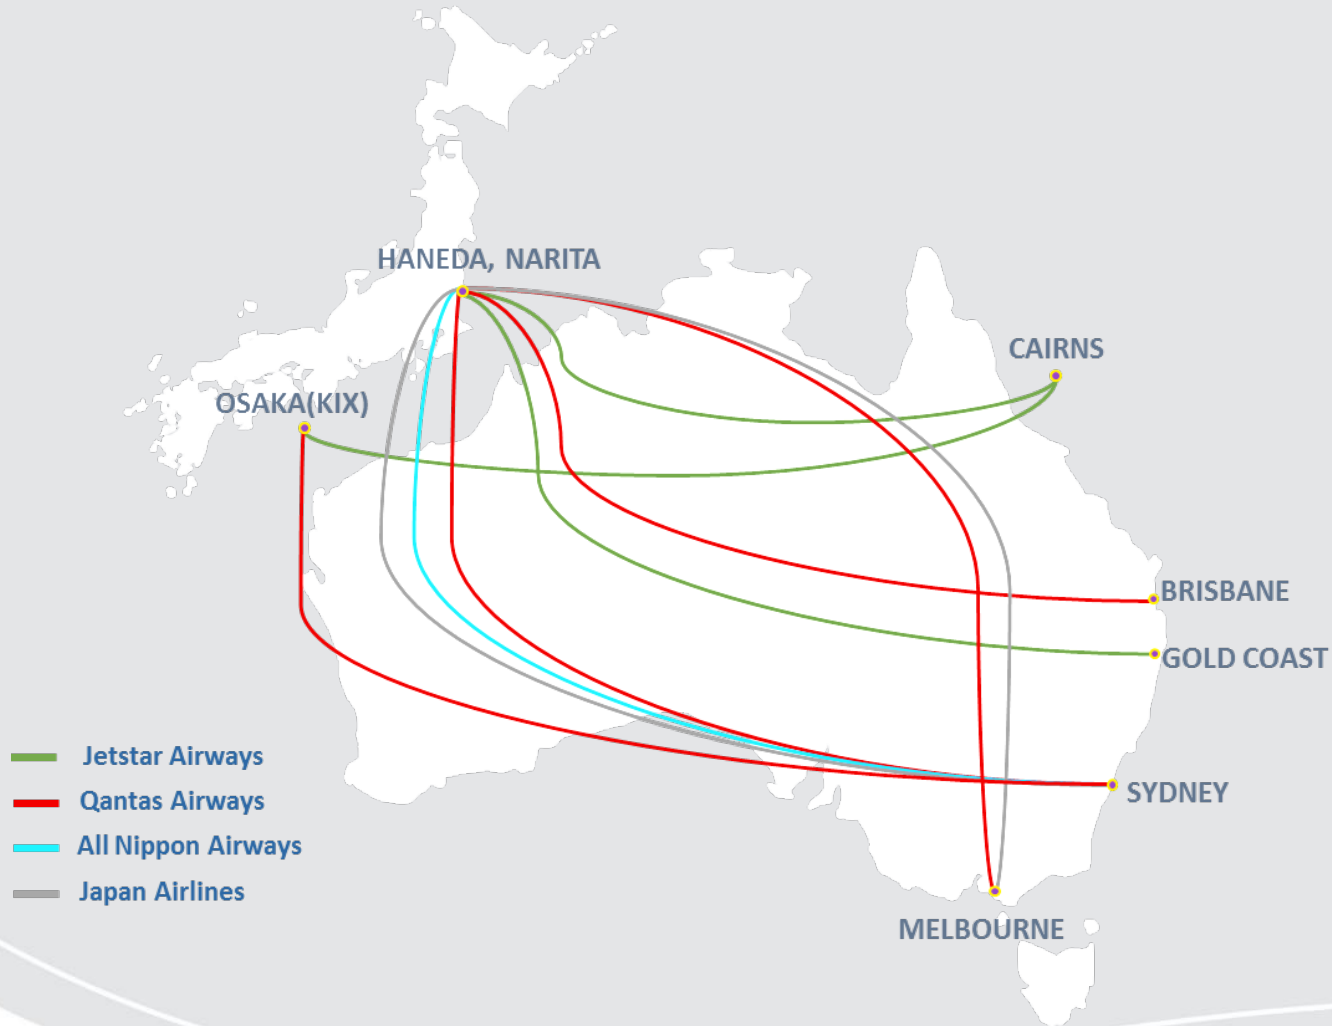 HANEDA, NARITA
CAIRNS
OSAKA(KIX)
BRISBANE
GOLD COAST
Jetstar Airways
Qantas Airways
SYDNEY
All Nippon Airways
Japan Airlines
MELBOURNE